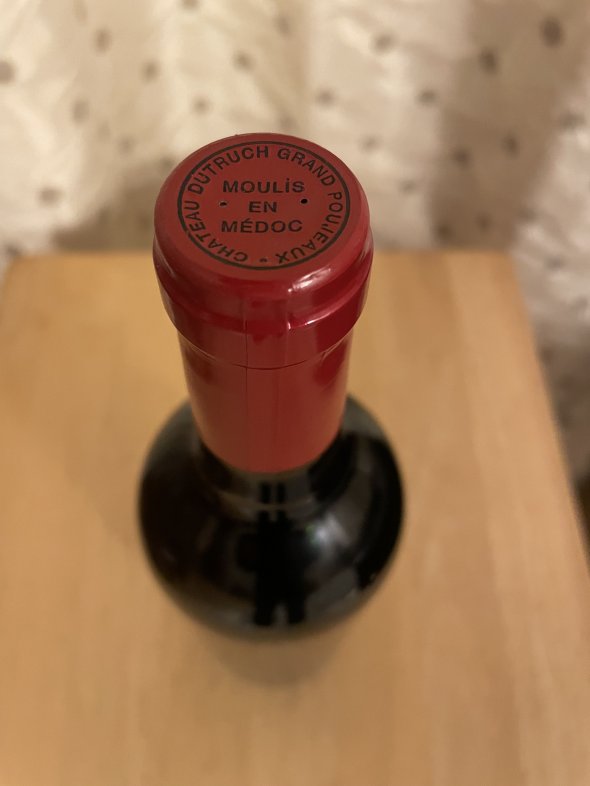 CHATEAU DUTRUCH GRAND POUJEAUX •
MOULiS
EN
MÉDOC